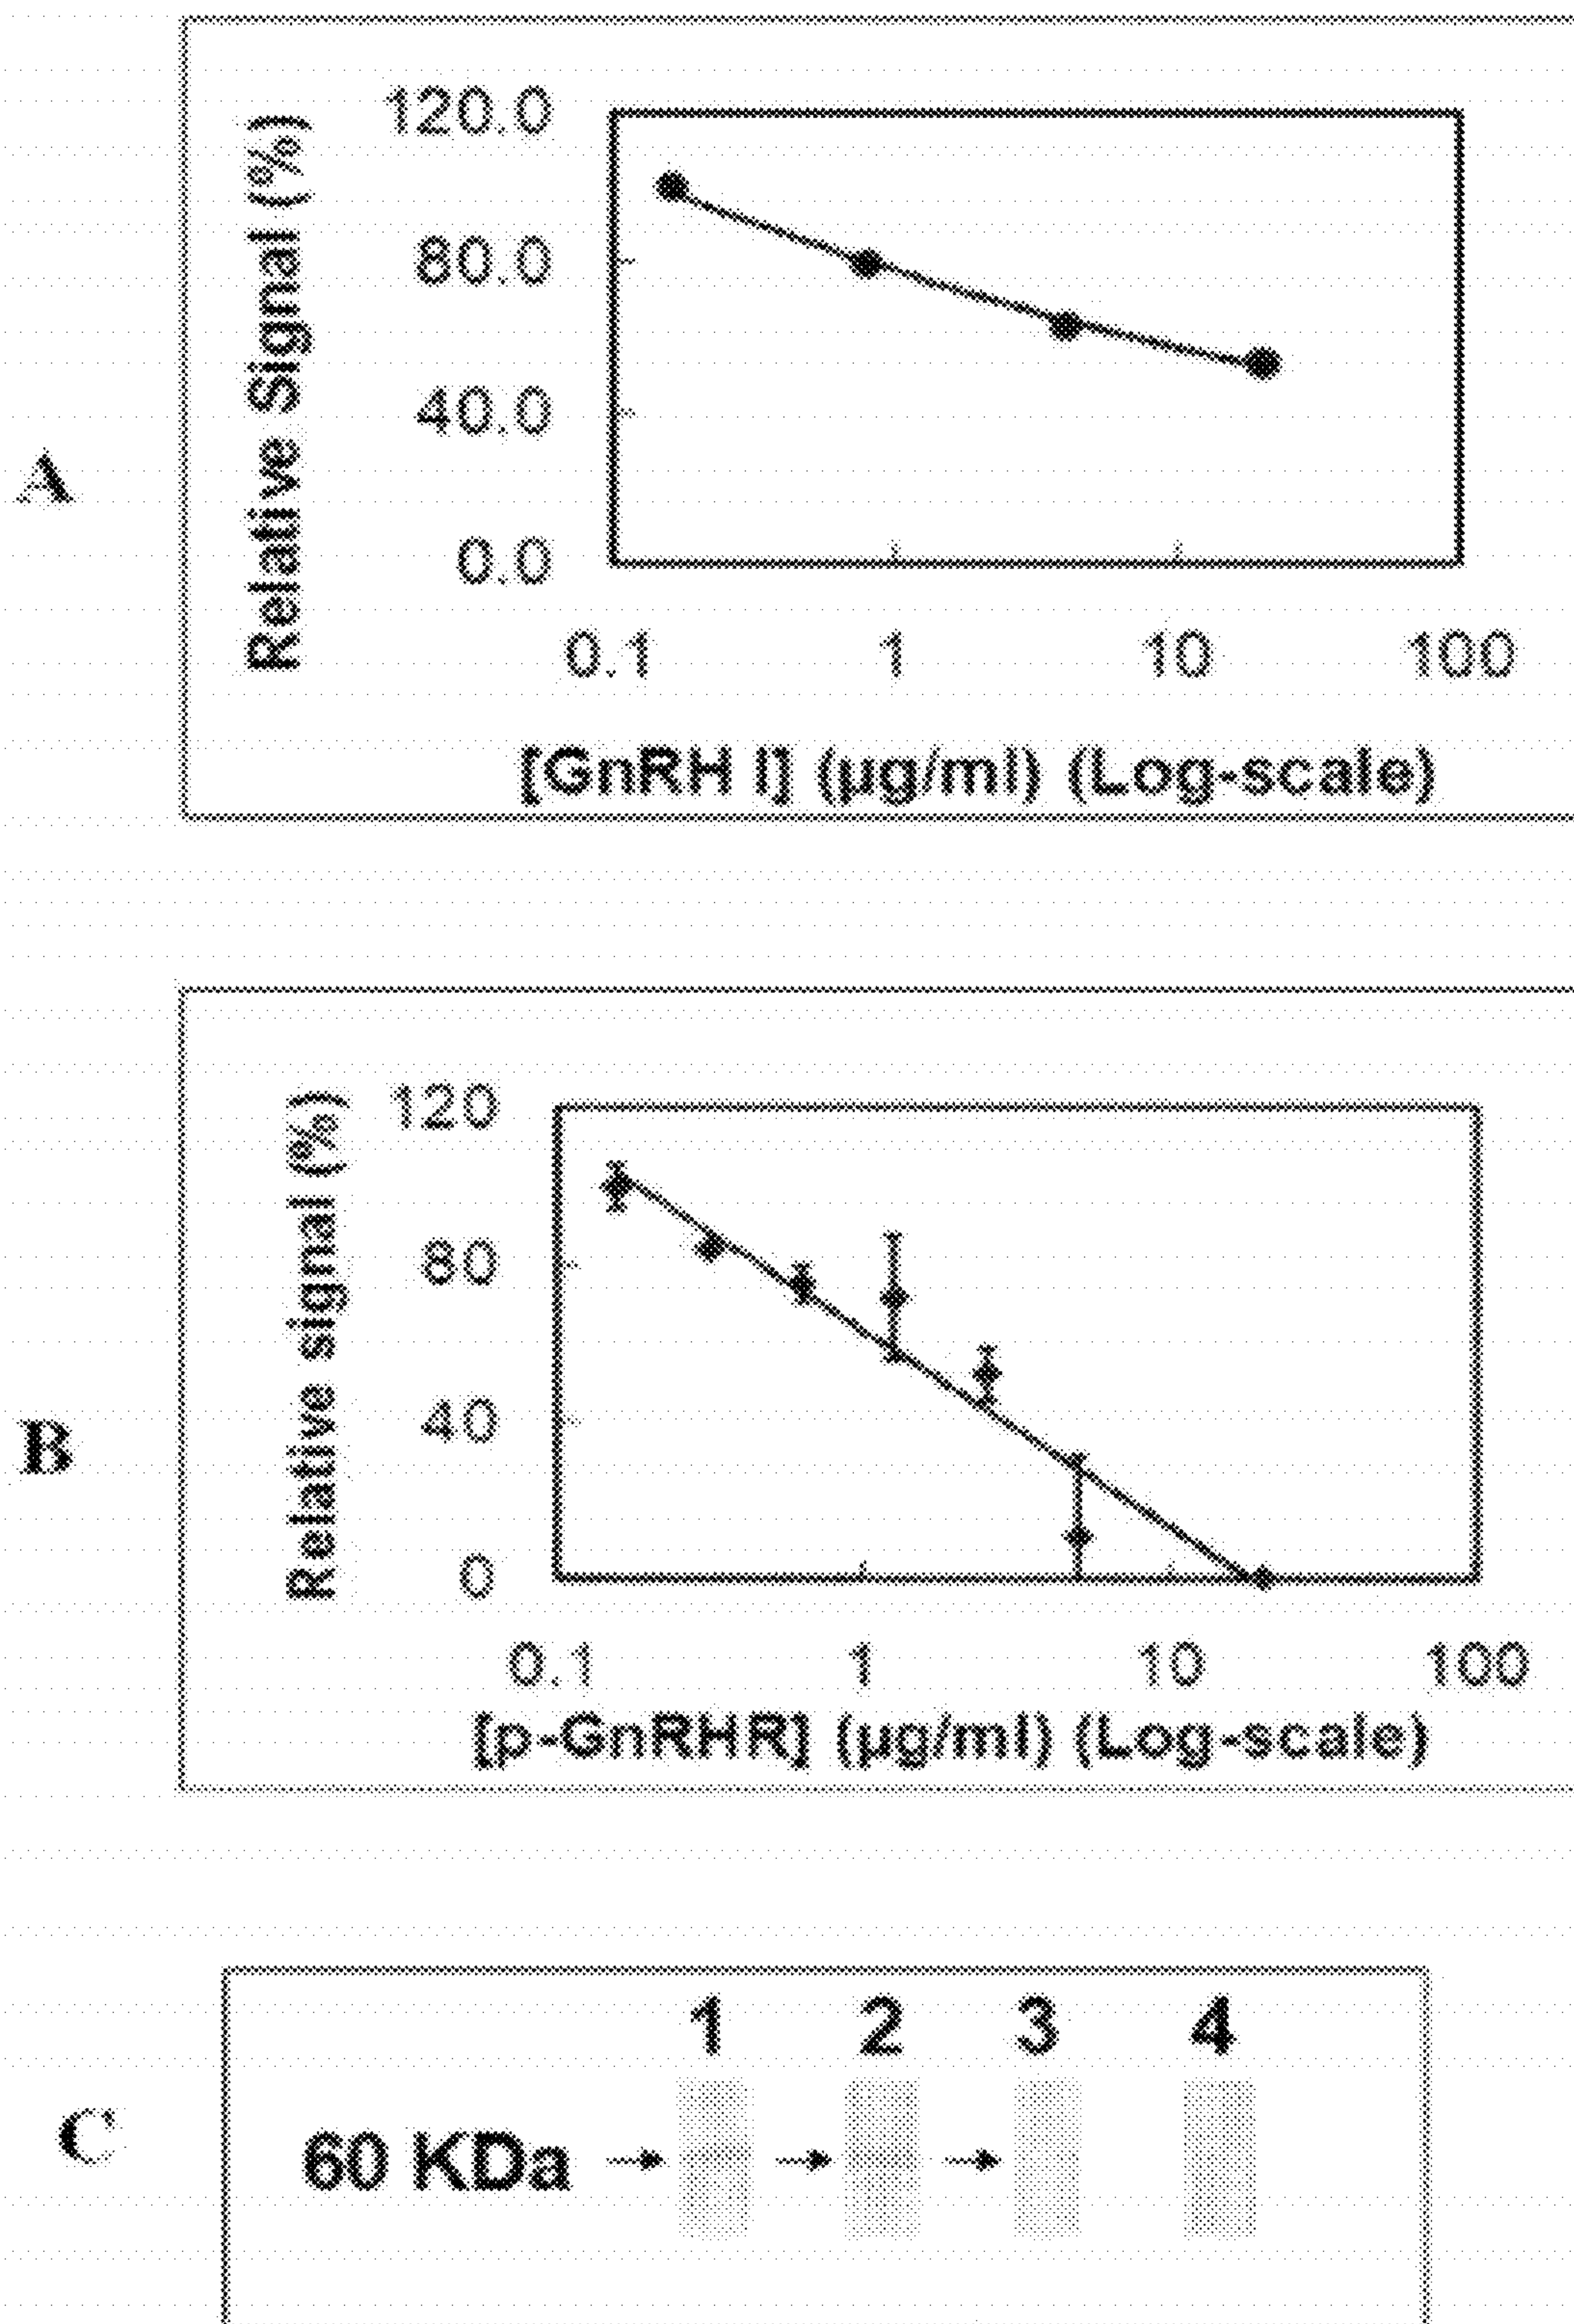 A
Relative Signal (%)
120.0
80.0
40.0
0.0
0.1 1 10 100
[GnRH I] (µg/ml) (Log-scale)
B
Relative signal (%)
120
80
40
0
0.1 1 10 100
[p-GnRHR] (µg/ml) (Log-scale)
C
1 2 3 4
60 KDa